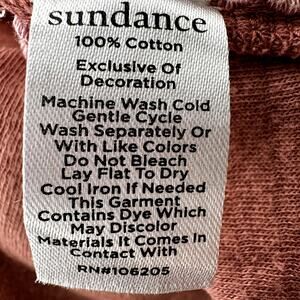 sundance
100% Cotton
Exclusive Of
Decoration
Machine Wash Cold
Gentle Cycle
Wash Separately Or
With Like Colors
Do Not Bleach
Lay Flat To Dry
Cool Iron If Needed
This Garment
Contains Dye Which
May Discolor
Materials It Comes In
Contact With
RN#106205